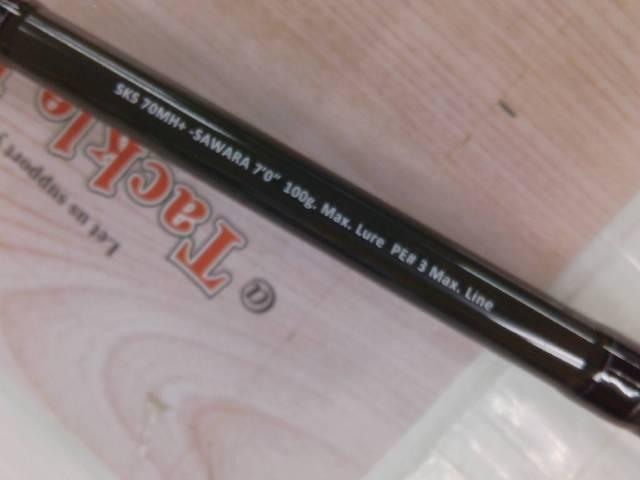 SKS 70MH+ -SAWARA 7'0" 100g. Max. Lure PE# 3 Max. Line
@ Tackle
Let us support